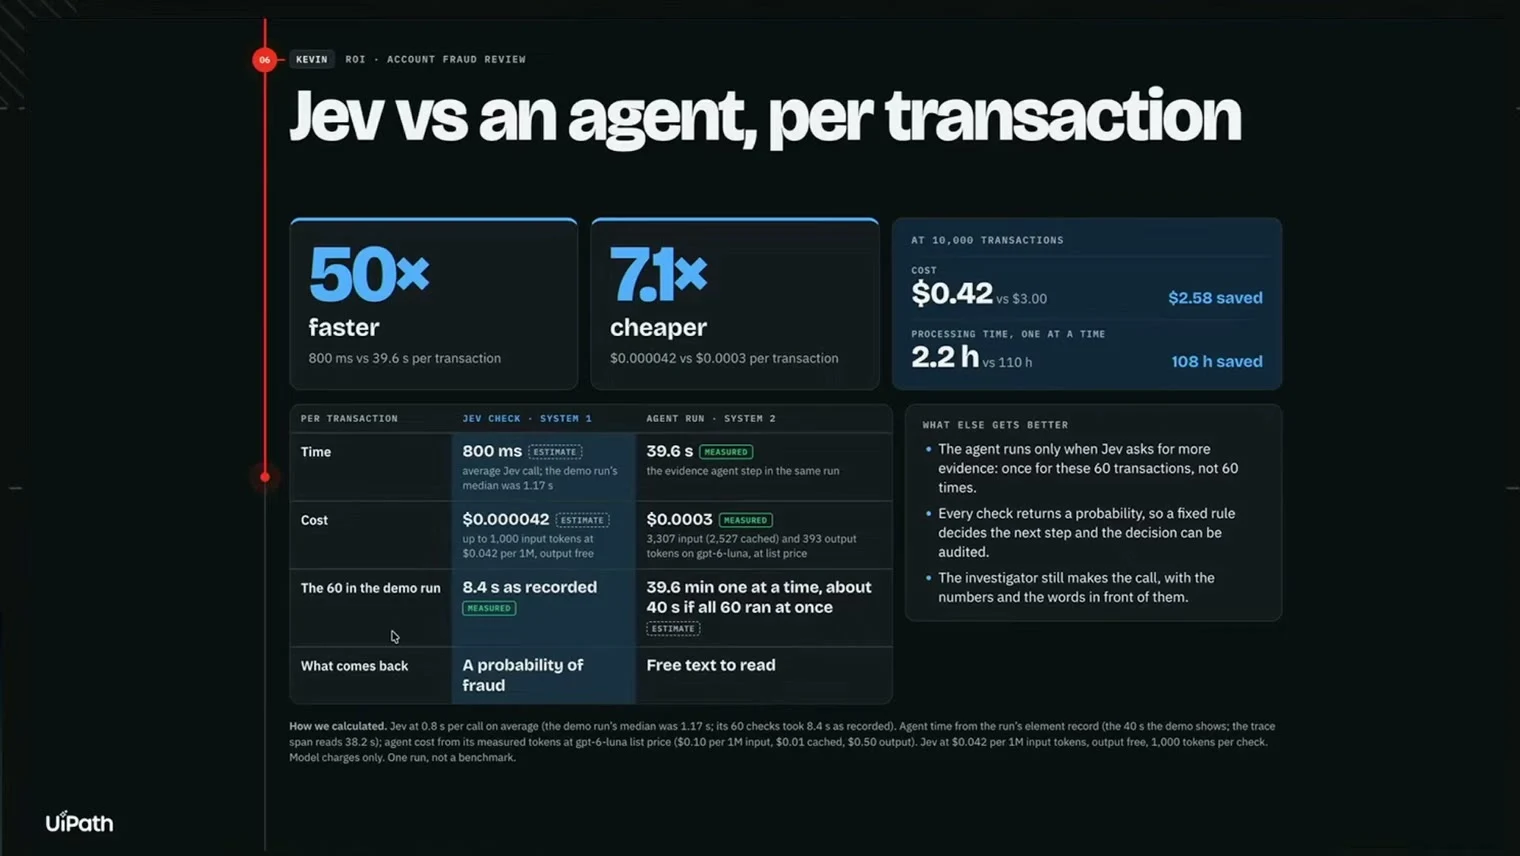 06
KEVIN ROI · ACCOUNT FRAUD REVIEW
Jev vs an agent, per transaction
50×
faster
800 ms vs 39.6 s per transaction
7.1×
cheaper
$0.000042 vs $0.0003 per transaction
AT 10,000 TRANSACTIONS
COST
$0.42 vs $3.00 $2.58 saved
PROCESSING TIME, ONE AT A TIME
2.2 h vs 110 h 108 h saved
PER TRANSACTION JEV CHECK · SYSTEM 1 AGENT RUN · SYSTEM 2
Time
800 ms ESTIMATE
average Jev call; the demo run's
median was 1.17 s
39.6 s MEASURED
the evidence agent step in the same run
Cost
$0.000042 ESTIMATE
up to 1,000 input tokens at
$0.042 per 1M, output free
$0.0003 MEASURED
3,307 input (2,527 cached) and 393 output
tokens on gpt-6-luna, at list price
The 60 in the demo run
8.4 s as recorded
MEASURED
39.6 min one at a time, about
40 s if all 60 ran at once
ESTIMATE
What comes back
A probability of
fraud
Free text to read
WHAT ELSE GETS BETTER
• The agent runs only when Jev asks for more
evidence: once for these 60 transactions, not 60
times.
• Every check returns a probability, so a fixed rule
decides the next step and the decision can be
audited.
• The investigator still makes the call, with the
numbers and the words in front of them.
How we calculated. Jev at 0.8 s per call on average (the demo run's median was 1.17 s; its 60 checks took 8.4 s as recorded). Agent time from the run's element record (the 40 s the demo shows; the trace
span reads 38.2 s); agent cost from its measured tokens at gpt-6-luna list price ($0.10 per 1M input, $0.01 cached, $0.50 output). Jev at $0.042 per 1M input tokens, output free, 1,000 tokens per check.
Model charges only. One run, not a benchmark.
UiPath